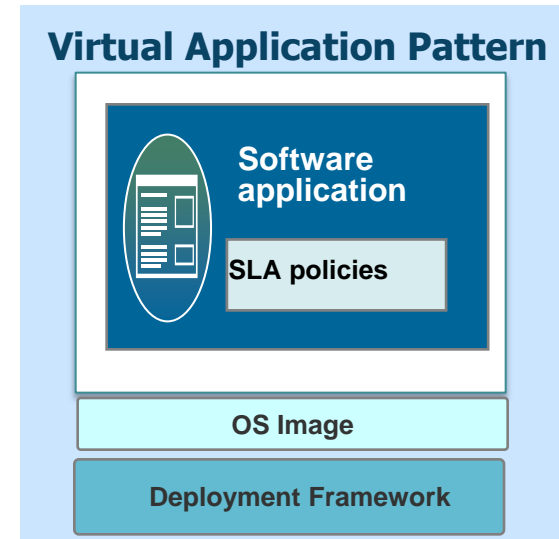 Virtual Application Pattern
Software
application
SLA policies
OS Image
Deployment Framework